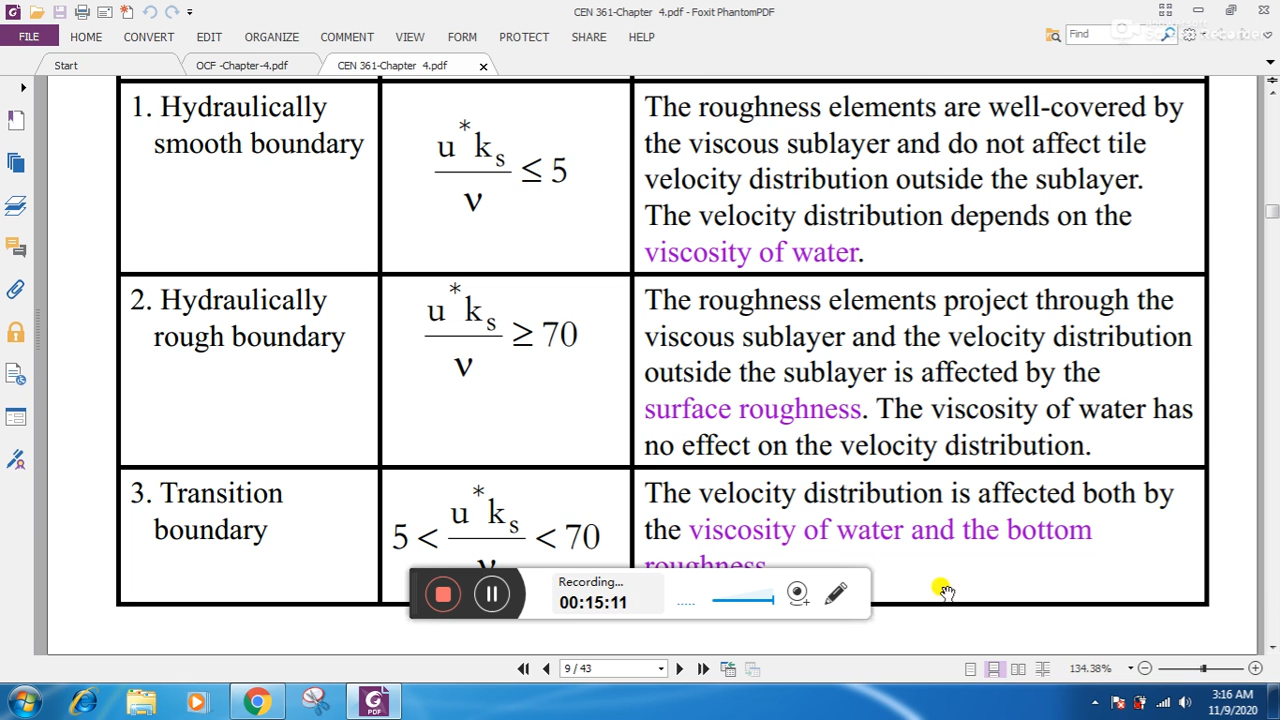 CEN 361-Chapter 4.pdf - Foxit PhantomPDF
FILE HOME CONVERT EDIT ORGANIZE COMMENT VIEW FORM PROTECT SHARE HELP
Find
Start OCF -Chapter-4.pdf CEN 361-Chapter 4.pdf
1. Hydraulically
smooth boundary
u*ks/ν ≤ 5
The roughness elements are well-covered by
the viscous sublayer and do not affect tile
velocity distribution outside the sublayer.
The velocity distribution depends on the
viscosity of water.
2. Hydraulically
rough boundary
u*ks/ν ≥ 70
The roughness elements project through the
viscous sublayer and the velocity distribution
outside the sublayer is affected by the
surface roughness. The viscosity of water has
no effect on the velocity distribution.
3. Transition
boundary
5 < u*ks/ν < 70
The velocity distribution is affected both by
the viscosity of water and the bottom
roughness
Recording...
00:15:11
9 / 43
134.38%
PDF
3:16 AM
11/9/2020